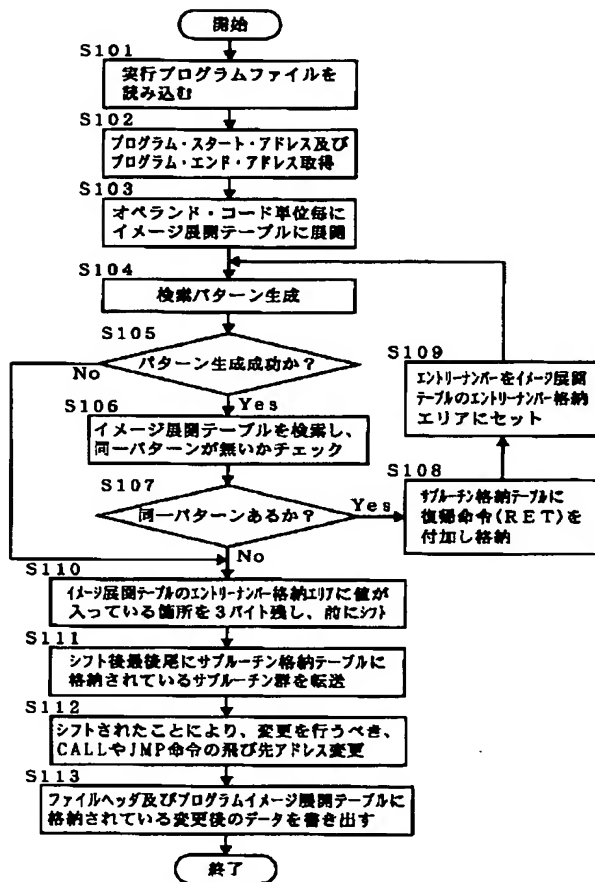 開始
S101
実行プログラムファイルを
読み込む
S102
プログラム・スタート・アドレス及び
プログラム・エンド・アドレス取得
S103
オペランド・コード単位毎に
イメージ展開テーブルに展開
S104
検索パターン生成
S105
パターン生成成功か?
No
Yes
S106
イメージ展開テーブルを検索し、
同一パターンが無いかチェック
S107
同一パターンあるか?
Yes
No
S108
サブルーチン格納テーブルに
復帰命令(RET)を
付加し格納
S109
エントリーナンバーをイメージ展開
テーブルのエントリーナンバー格納
エリアにセット
S110
イメージ展開テーブルのエントリーナンバー格納エリアに値が
入っている箇所を3バイト残し、前にシフト
S111
シフト後最後尾にサブルーチン格納テーブルに
格納されているサブルーチン群を転送
S112
シフトされたことにより、変更を行うべき、
CALLやJMP命令の飛び先アドレス変更
S113
ファイルヘッダ及びプログラムイメージ展開テーブルに
格納されている変更後のデータを書き出す
終了